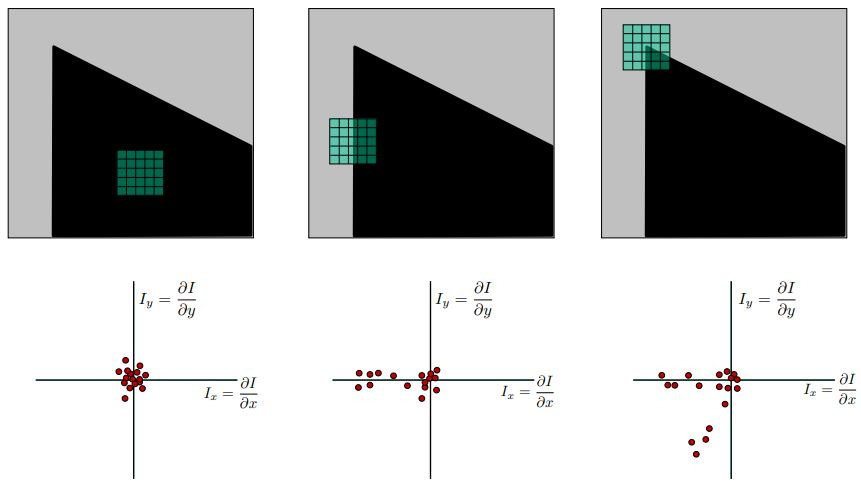 I_y = ∂I/∂y
I_x = ∂I/∂x
I_y = ∂I/∂y
I_x = ∂I/∂x
I_y = ∂I/∂y
I_x = ∂I/∂x